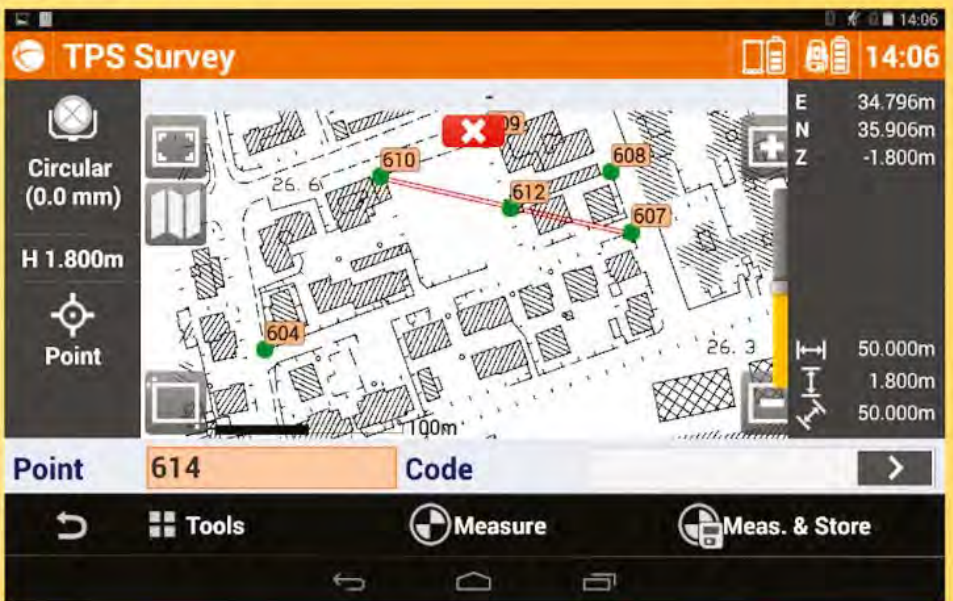 14:06
TPS Survey
14:06
Circular
(0.0 mm)
H 1.800m
Point
E 34.796m
N 35.906m
Z -1.800m
09
610
608
26. 6
612
607
604
26. 3
100m
50.000m
1.800m
50.000m
Point 614 Code
Tools Measure Meas. & Store